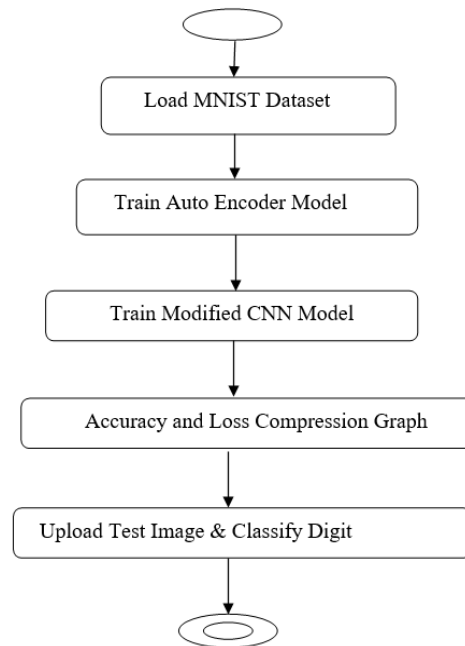 Load MNIST Dataset
Train Auto Encoder Model
Train Modified CNN Model
Accuracy and Loss Compression Graph
Upload Test Image & Classify Digit